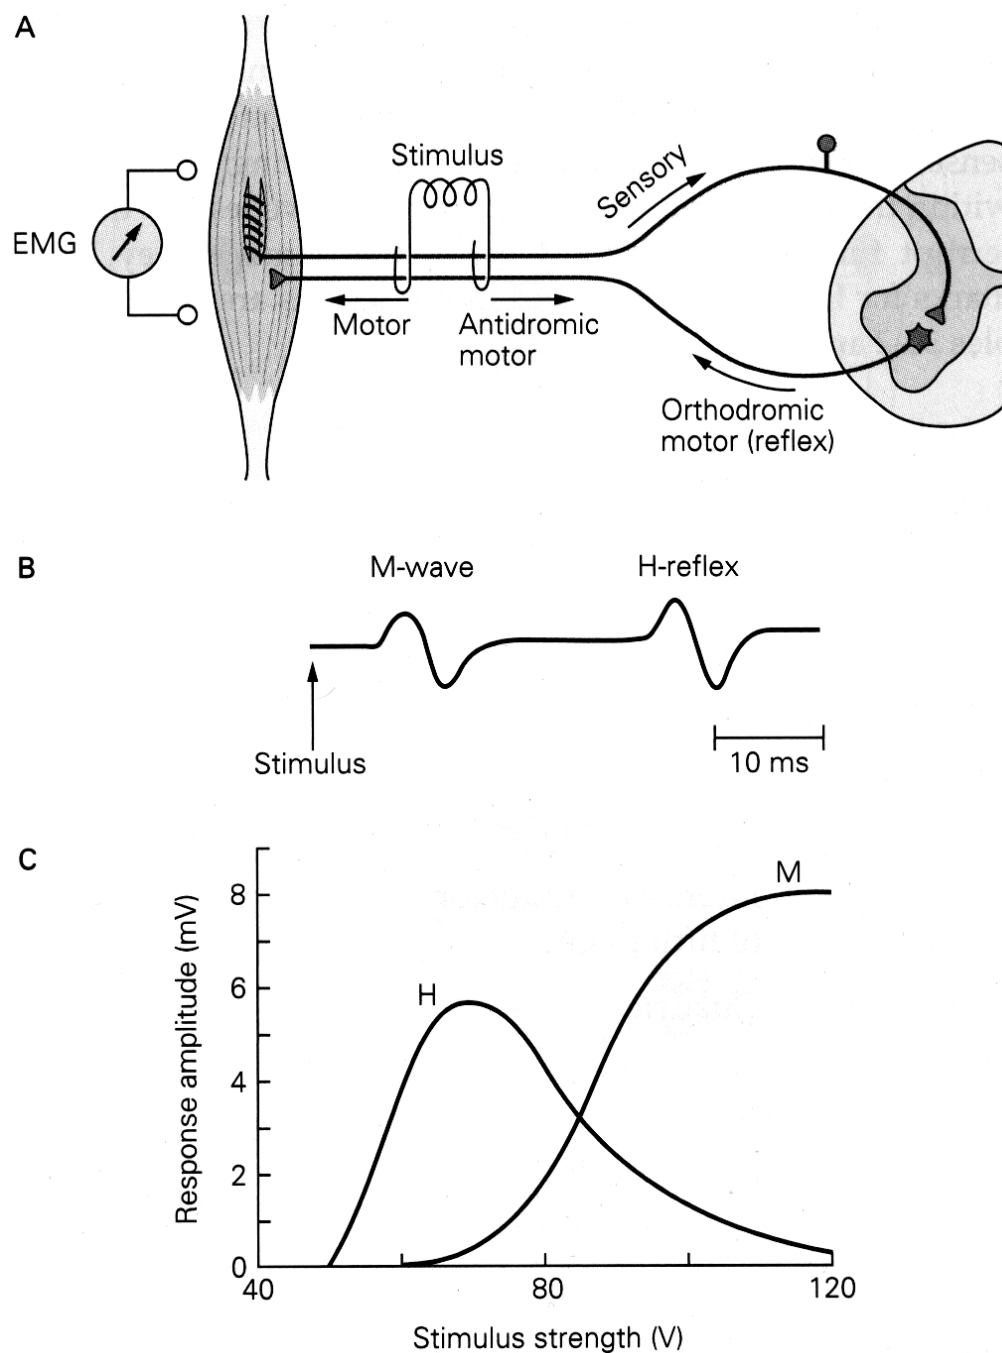 A
Stimulus
Sensory
EMG
Motor
Antidromic
motor
Orthodromic
motor (reflex)
B
M-wave
H-reflex
Stimulus
10 ms
C
Response amplitude (mV)
8
6
4
2
0
H
M
40
80
120
Stimulus strength (V)